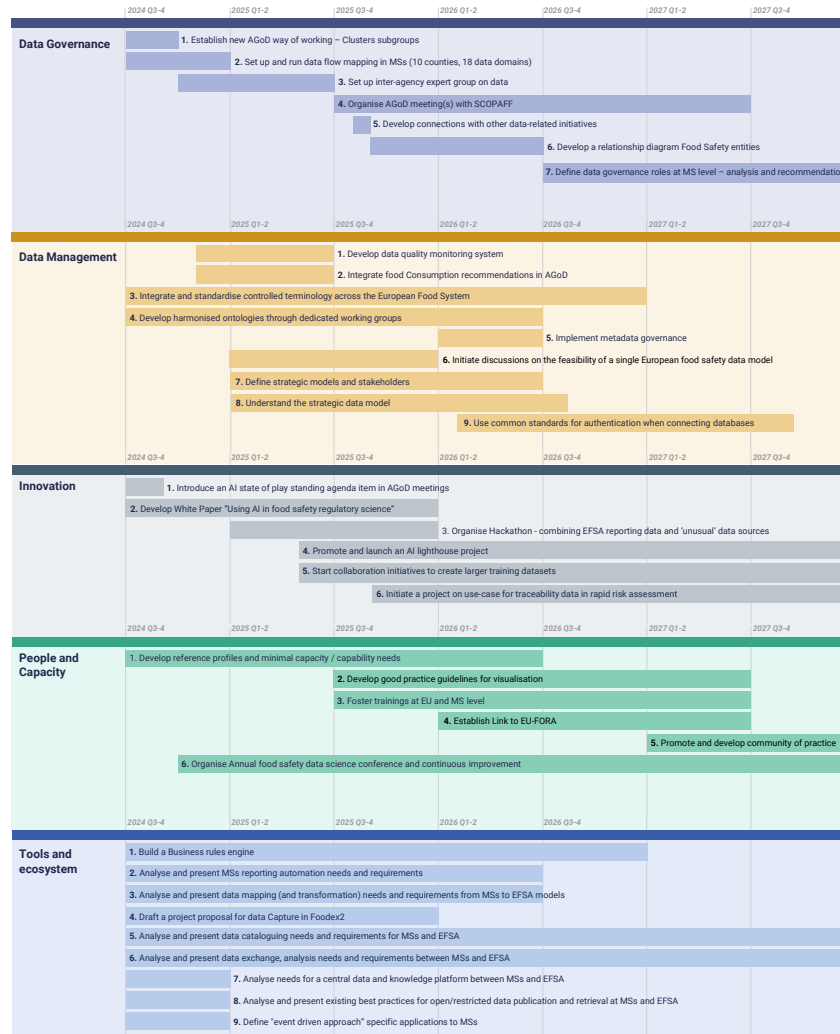 2024 Q3-4 2025 Q1-2 2025 Q3-4 2026 Q1-2 2026 Q3-4 2027 Q1-2 2027 Q3-4
Data Governance
1. Establish new AGoD way of working – Clusters subgroups
2. Set up and run data flow mapping in MSs (10 counties, 18 data domains)
3. Set up inter-agency expert group on data
4. Organise AGoD meeting(s) with SCOPAFF
5. Develop connections with other data-related initiatives
6. Develop a relationship diagram Food Safety entities
7. Define data governance roles at MS level – analysis and recommendatio
2024 Q3-4 2025 Q1-2 2025 Q3-4 2026 Q1-2 2026 Q3-4 2027 Q1-2 2027 Q3-4
Data Management
1. Develop data quality monitoring system
2. Integrate food Consumption recommendations in AGoD
3. Integrate and standardise controlled terminology across the European Food System
4. Develop harmonised ontologies through dedicated working groups
5. Implement metadata governance
6. Initiate discussions on the feasibility of a single European food safety data model
7. Define strategic models and stakeholders
8. Understand the strategic data model
9. Use common standards for authentication when connecting databases
2024 Q3-4 2025 Q1-2 2025 Q3-4 2026 Q1-2 2026 Q3-4 2027 Q1-2 2027 Q3-4
Innovation
1. Introduce an AI state of play standing agenda item in AGoD meetings
2. Develop White Paper “Using AI in food safety regulatory science”
3. Organise Hackathon - combining EFSA reporting data and ‘unusual’ data sources
4. Promote and launch an AI lighthouse project
5. Start collaboration initiatives to create larger training datasets
6. Initiate a project on use-case for traceability data in rapid risk assessment
2024 Q3-4 2025 Q1-2 2025 Q3-4 2026 Q1-2 2026 Q3-4 2027 Q1-2 2027 Q3-4
People and
Capacity
1. Develop reference profiles and minimal capacity / capability needs
2. Develop good practice guidelines for visualisation
3. Foster trainings at EU and MS level
4. Establish Link to EU-FORA
5. Promote and develop community of practice
6. Organise Annual food safety data science conference and continuous improvement
2024 Q3-4 2025 Q1-2 2025 Q3-4 2026 Q1-2 2026 Q3-4
Tools and
ecosystem
1. Build a Business rules engine
2. Analyse and present MSs reporting automation needs and requirements
3. Analyse and present data mapping (and transformation) needs and requirements from MSs to EFSA models
4. Draft a project proposal for data Capture in Foodex2
5. Analyse and present data cataloguing needs and requirements for MSs and EFSA
6. Analyse and present data exchange, analysis needs and requirements between MSs and EFSA
7. Analyse needs for a central data and knowledge platform between MSs and EFSA
8. Analyse and present existing best practices for open/restricted data publication and retrieval at MSs and EFSA
9. Define “event driven approach” specific applications to MSs